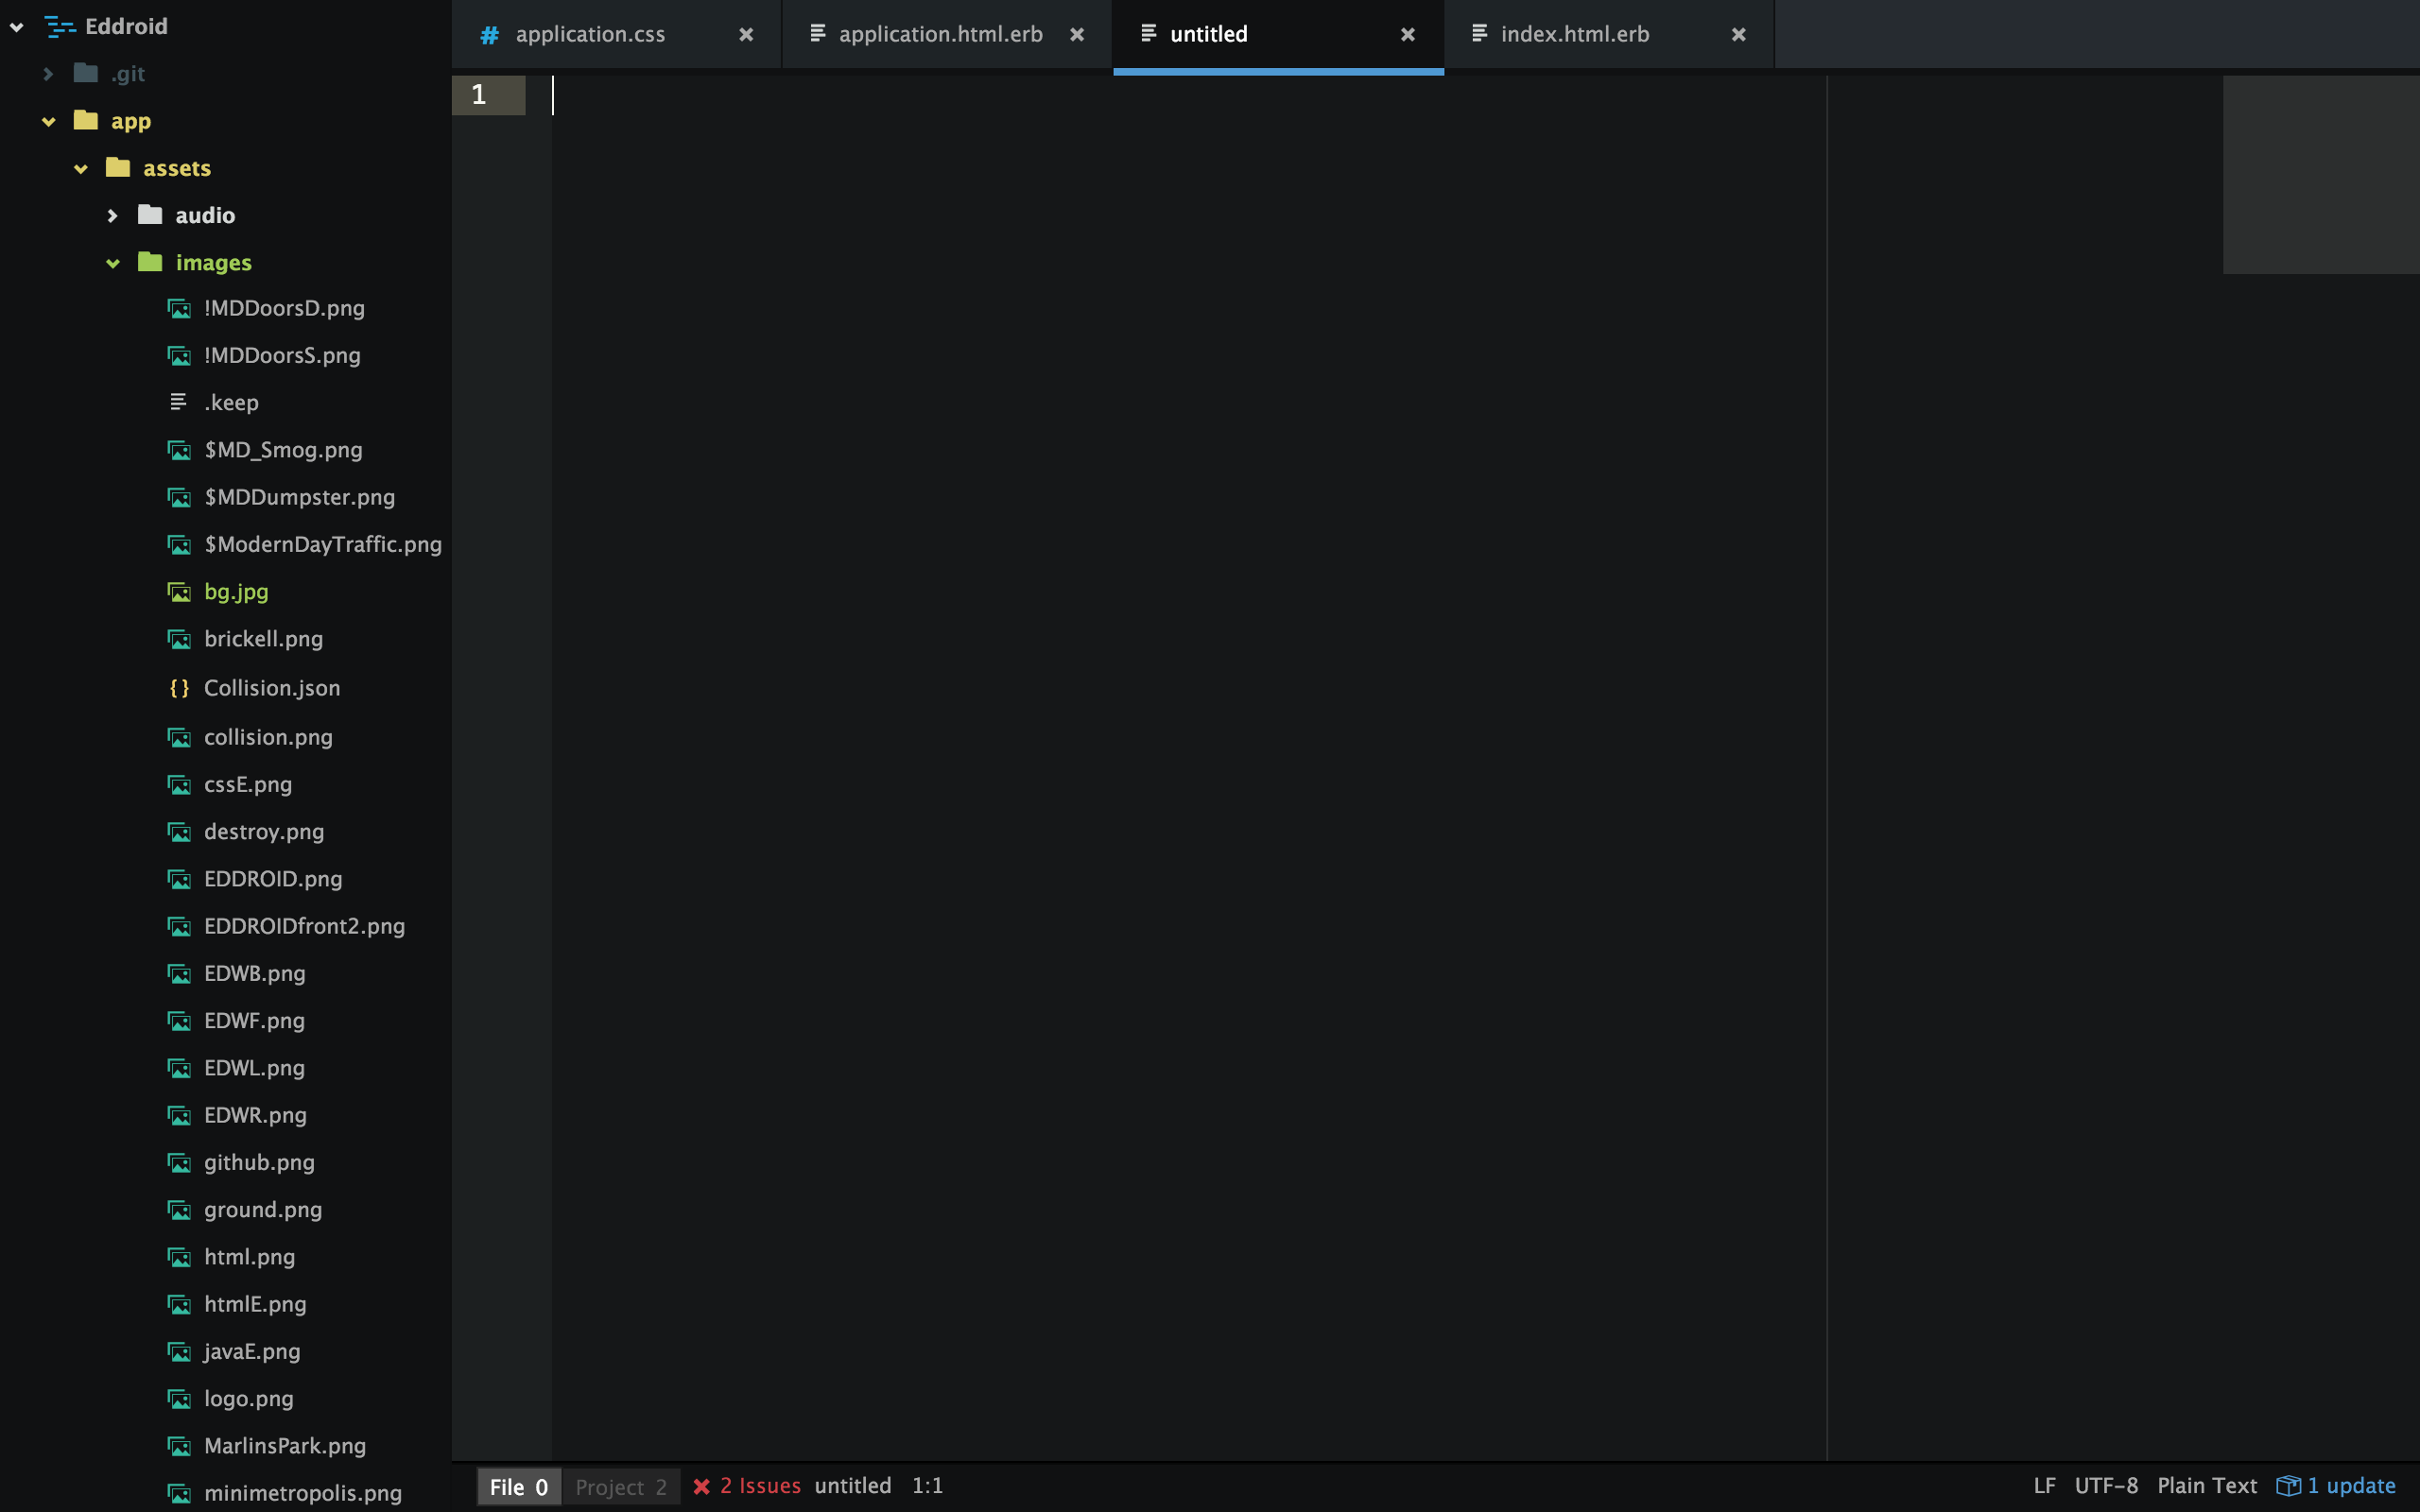 Eddroid
.git
app
assets
audio
images
!MDDoorsD.png
!MDDoorsS.png
.keep
$MD_Smog.png
$MDDumpster.png
$ModernDayTraffic.png
bg.jpg
brickell.png
Collision.json
collision.png
cssE.png
destroy.png
EDDROID.png
EDDROIDfront2.png
EDWB.png
EDWF.png
EDWL.png
EDWR.png
github.png
ground.png
html.png
htmlE.png
javaE.png
logo.png
MarlinsPark.png
minimetropolis.png
application.css
application.html.erb
untitled
index.html.erb
1
File 0 Project 2 2 Issues untitled 1:1 LF UTF-8 Plain Text 1 update